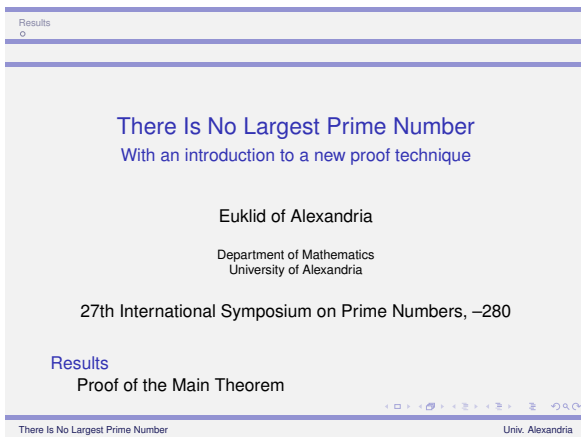 Results
There Is No Largest Prime Number
With an introduction to a new proof technique
Euklid of Alexandria
Department of Mathematics
University of Alexandria
27th International Symposium on Prime Numbers, –280
Results
Proof of the Main Theorem
There Is No Largest Prime Number Univ. Alexandria